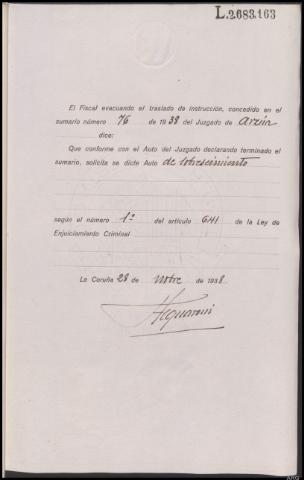 L.2683.163
El Fiscal evacuando el traslado de instrucción, concedido en el
sumario número 76 de 1938 del Juzgado de Arzúa
dice:
Que conforme con el Auto del Juzgado declarando terminado el
sumario, solicita se dicte Auto de sobreseimiento
según el número 1º del artículo 641 de la Ley de
Enjuiciamiento Criminal
La Coruña 28 de Nobre de 1938.